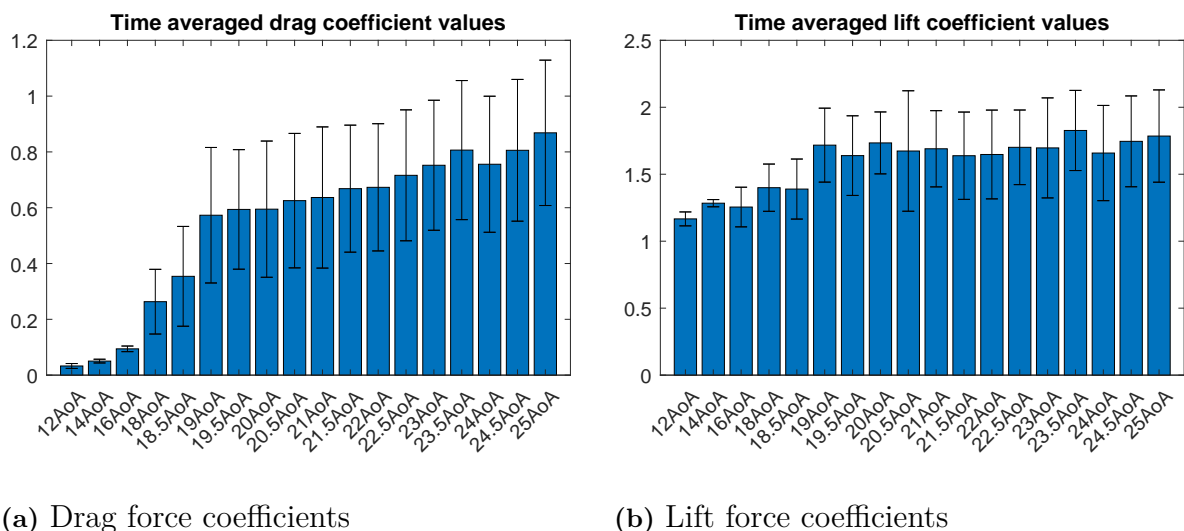 Time averaged drag coefficient values
1.2
1
0.8
0.6
0.4
0.2
0
12AoA
14AoA
16AoA
18AoA
18.5AoA
19AoA
19.5AoA
20AoA
20.5AoA
21AoA
21.5AoA
22AoA
22.5AoA
23AoA
23.5AoA
24AoA
24.5AoA
25AoA
(a) Drag force coefficients
Time averaged lift coefficient values
2.5
2
1.5
1
0.5
0
12AoA
14AoA
16AoA
18AoA
18.5AoA
19AoA
19.5AoA
20AoA
20.5AoA
21AoA
21.5AoA
22AoA
22.5AoA
23AoA
23.5AoA
24AoA
24.5AoA
25AoA
(b) Lift force coefficients